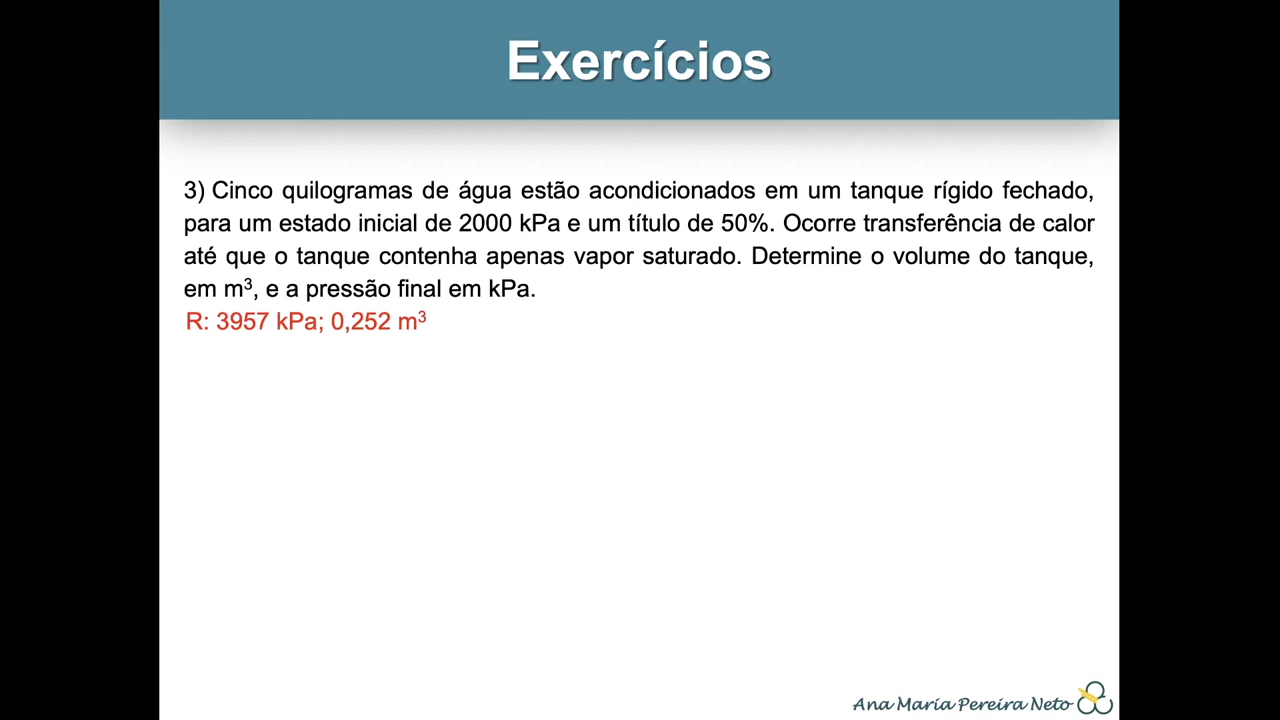 Exercícios
3) Cinco quilogramas de água estão acondicionados em um tanque rígido fechado,
para um estado inicial de 2000 kPa e um título de 50%. Ocorre transferência de calor
até que o tanque contenha apenas vapor saturado. Determine o volume do tanque,
em m³, e a pressão final em kPa.
R: 3957 kPa; 0,252 m³
Ana Maria Pereira Neto